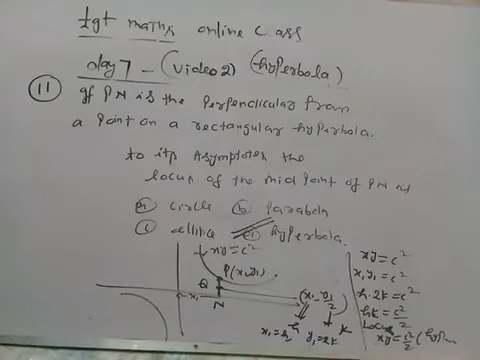 tgt maths online Class
day 7 - (video 2) (Hyperbola)
11 If PN is the Perpendicular from
a Point on a rectangular hyperbola.
to its Asymptotes the
locus of the mid Point of PN is
(a) circle (b) parabola
(c) ellipse (d) hyperbola.
xy = c²
P(x₁y₁)
Q
x₁ N
(x₁, y₁/2)
h k
x₁ = h y₁ = 2k
xy = c²
x₁y₁ = c²
h. 2k = c²
hk = c²/2
Locus
xy = c²/2